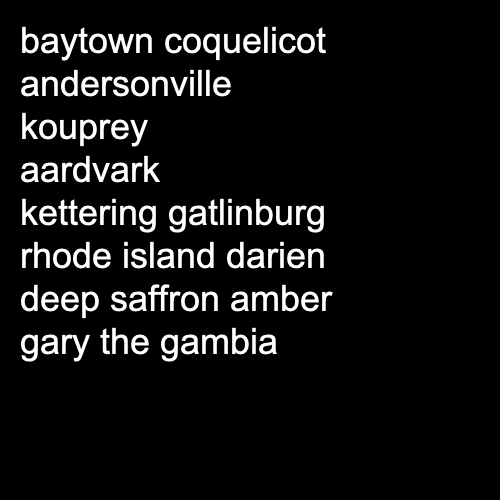 baytown coquelicot
andersonville
kouprey
aardvark
kettering gatlinburg
rhode island darien
deep saffron amber
gary the gambia